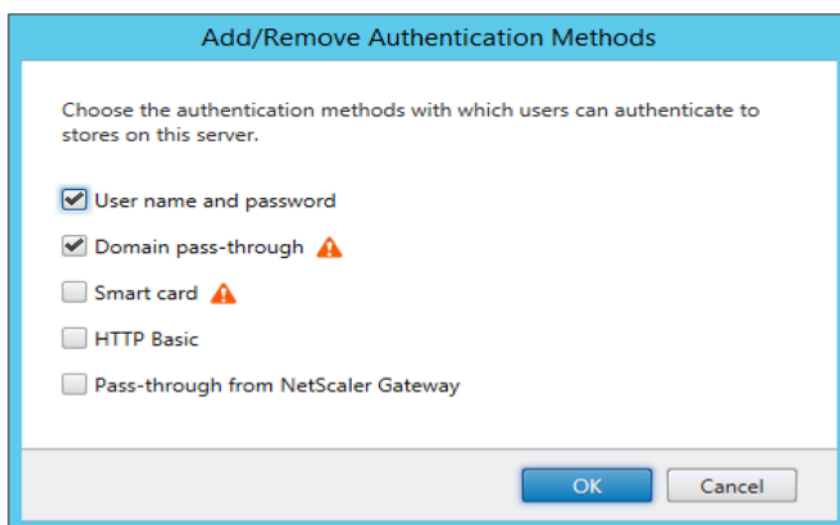 Add/Remove Authentication Methods
Choose the authentication methods with which users can authenticate to
stores on this server.
User name and password
Domain pass-through
Smart card
HTTP Basic
Pass-through from NetScaler Gateway
OK
Cancel